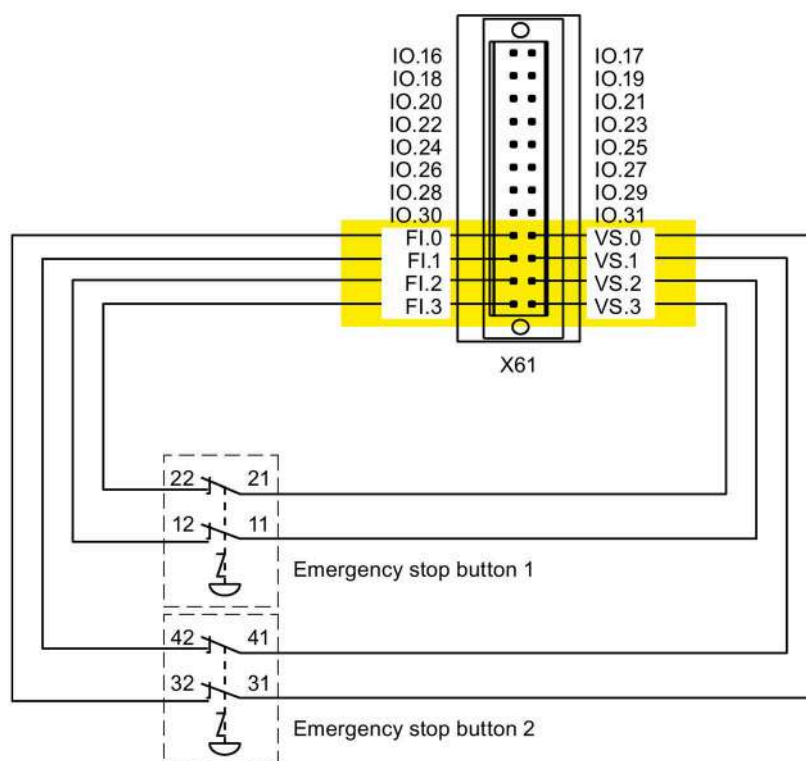 IO.16 IO.17
IO.18 IO.19
IO.20 IO.21
IO.22 IO.23
IO.24 IO.25
IO.26 IO.27
IO.28 IO.29
IO.30 IO.31
FI.0 VS.0
FI.1 VS.1
FI.2 VS.2
FI.3 VS.3
X61
22 21
12 11
Emergency stop button 1
42 41
32 31
Emergency stop button 2